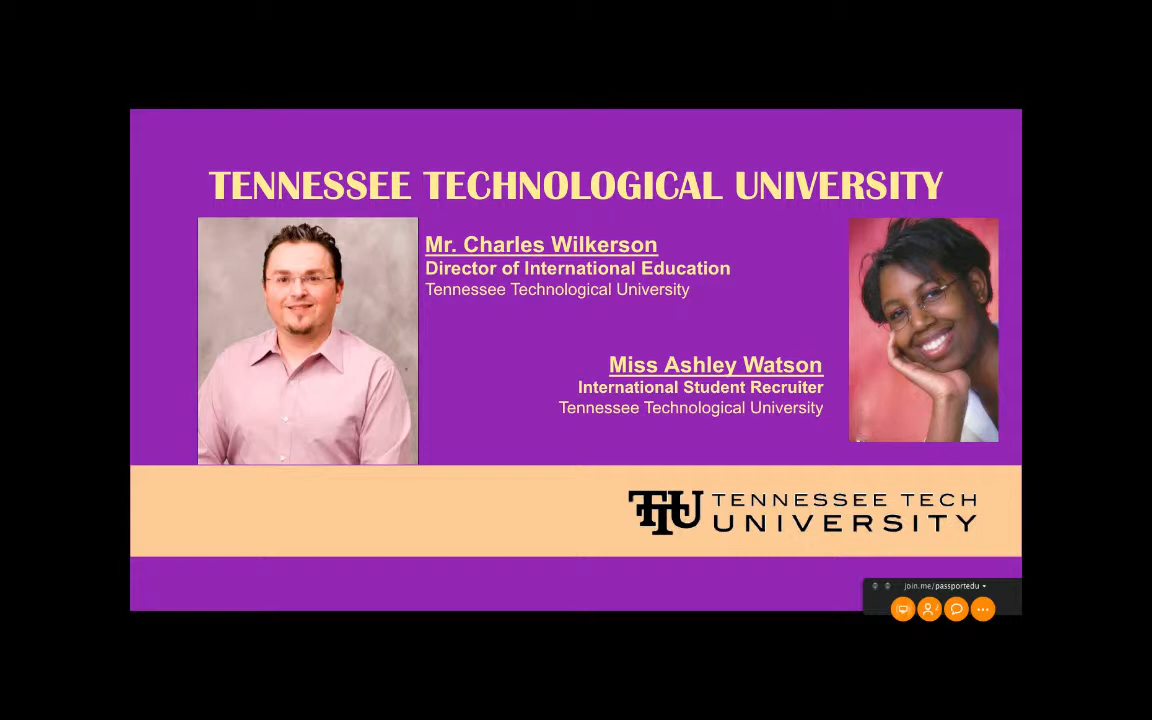 TENNESSEE TECHNOLOGICAL UNIVERSITY
Mr. Charles Wilkerson
Director of International Education
Tennessee Technological University
Miss Ashley Watson
International Student Recruiter
Tennessee Technological University
TTU TENNESSEE TECH
UNIVERSITY
join.me/passportedu